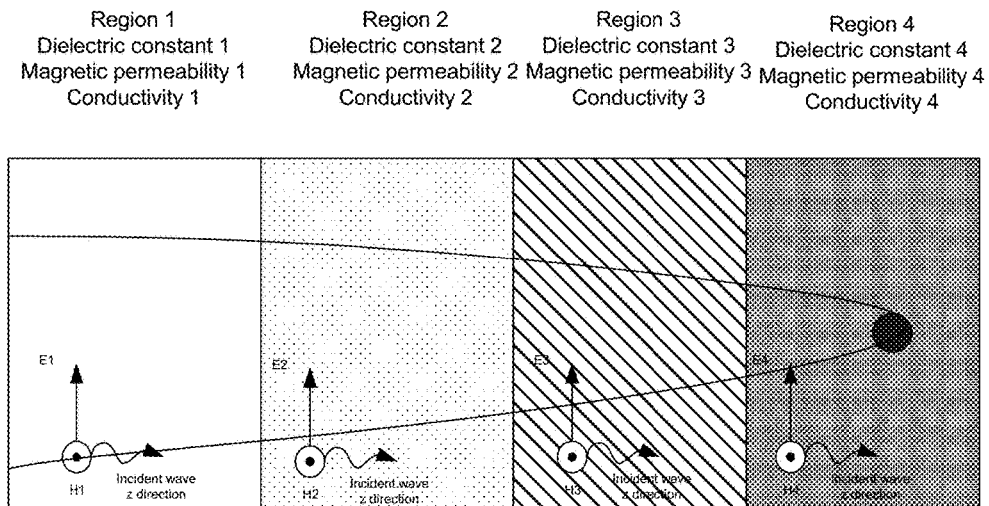 Region 1
Dielectric constant 1
Magnetic permeability 1
Conductivity 1
Region 2
Dielectric constant 2
Magnetic permeability 2
Conductivity 2
Region 3
Dielectric constant 3
Magnetic permeability 3
Conductivity 3
Region 4
Dielectric constant 4
Magnetic permeability 4
Conductivity 4
E1
H1
Incident wave
z direction
E2
H2
Incident wave
z direction
E3
H3
Incident wave
z direction
E4
H4
Incident wave
z direction